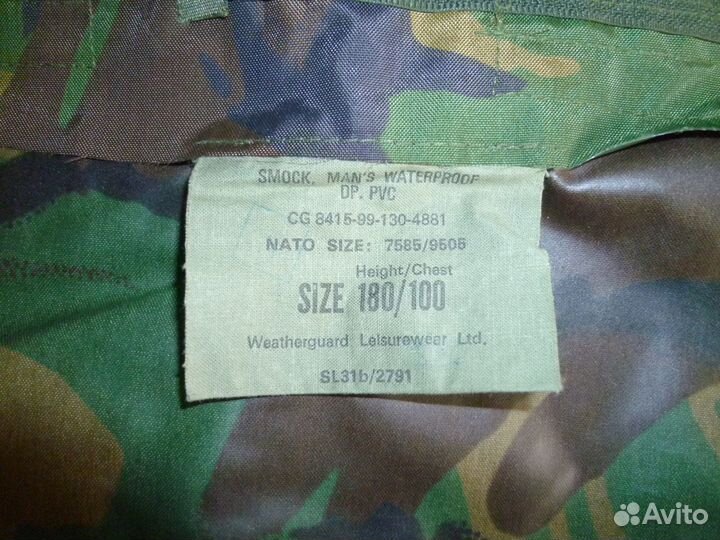 SMOCK, MAN'S WATERPROOF
DP. PVC
CG 8415-99-130-4881
NATO SIZE: 7585/9505
Height/Chest
SIZE 180/100
Weatherguard Leisurewear Ltd.
SL31b/2791
Avito